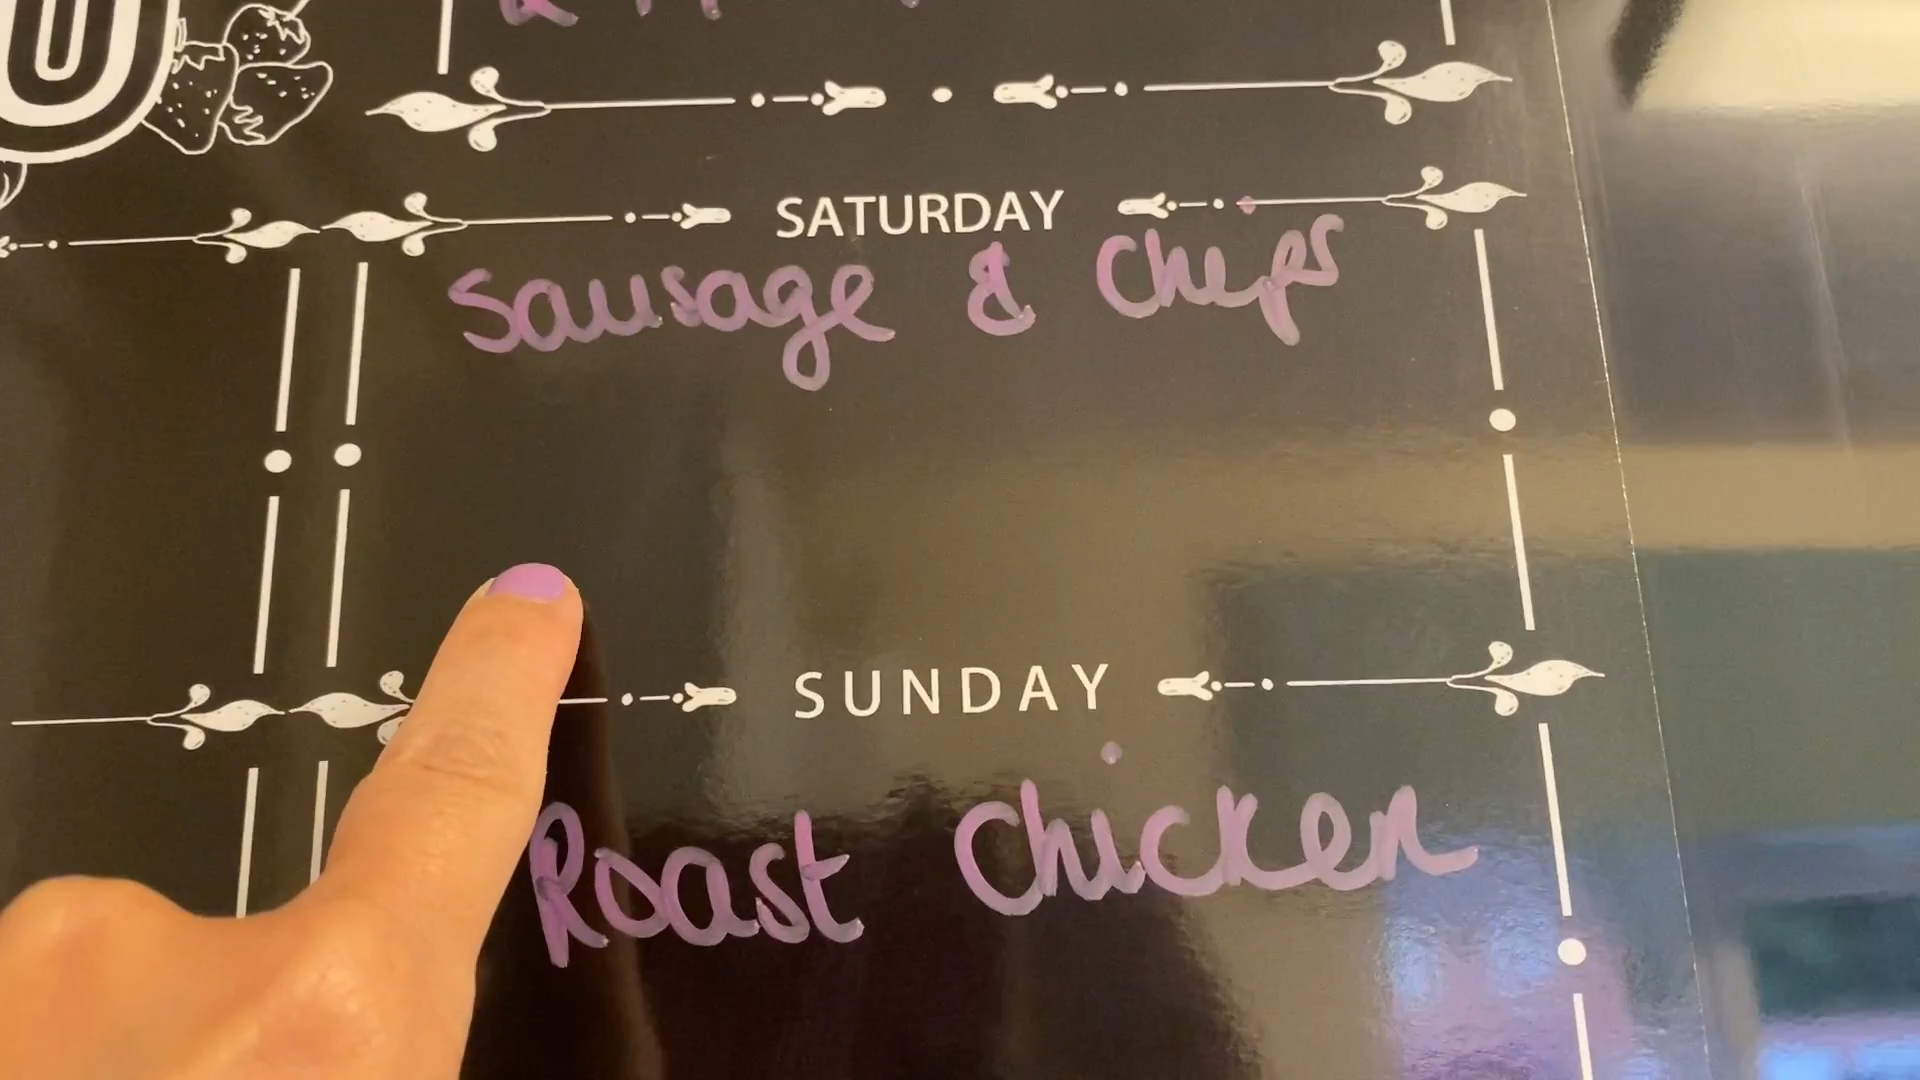 U
SATURDAY
Sausage & Chips
SUNDAY
Roast Chicken